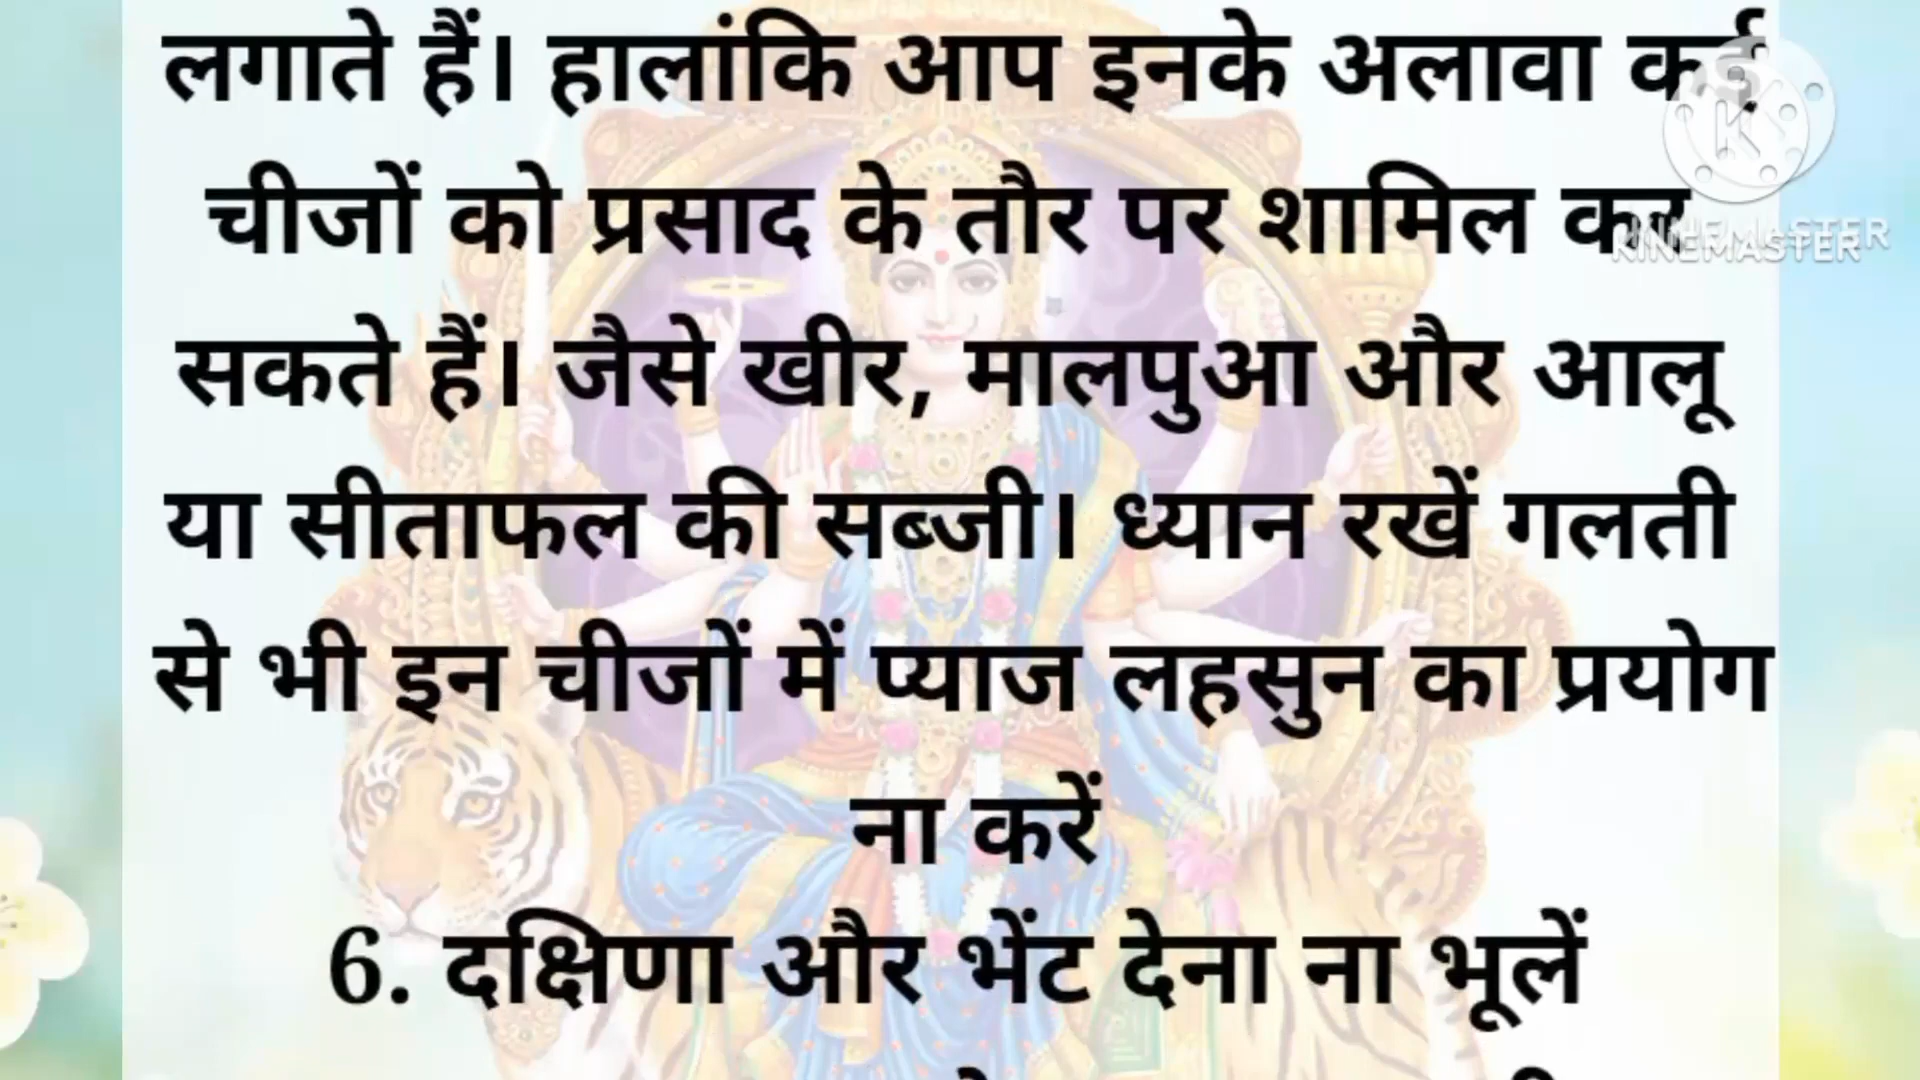 लगाते हैं। हालांकि आप इनके अलावा कई
चीजों को प्रसाद के तौर पर शामिल कर
KINEMASTER
सकते हैं। जैसे खीर, मालपुआ और आलू
या सीताफल की सब्जी। ध्यान रखें गलती
से भी इन चीजों में प्याज लहसुन का प्रयोग
ना करें
6. दक्षिणा और भेंट देना ना भूलें